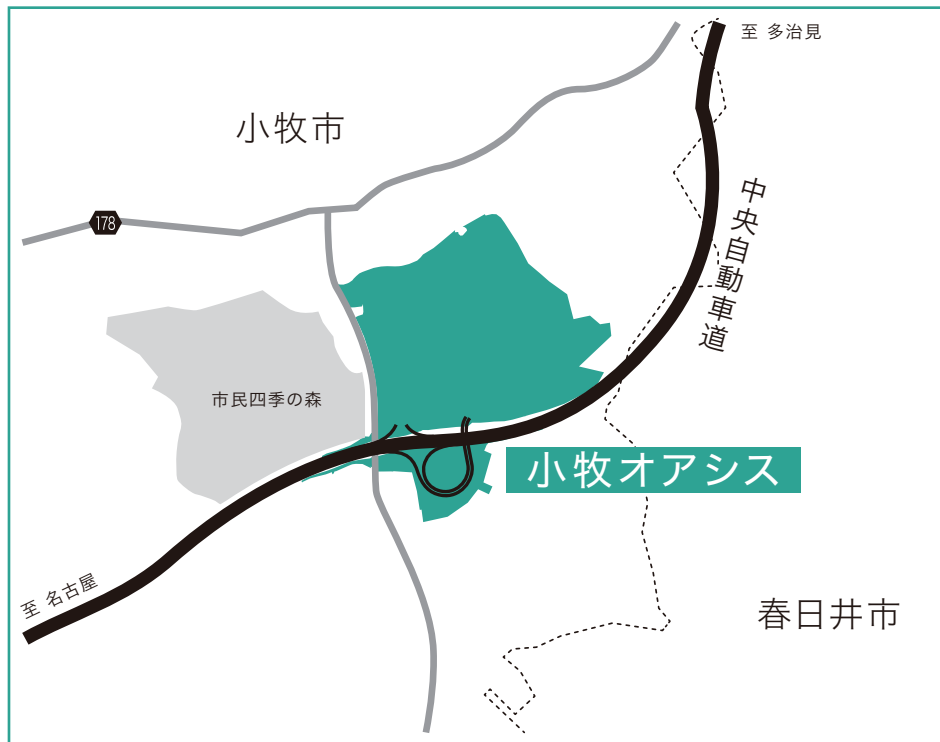 至 多治見
小牧市
178
中央自動車道
市民四季の森
小牧オアシス
至 名古屋
春日井市